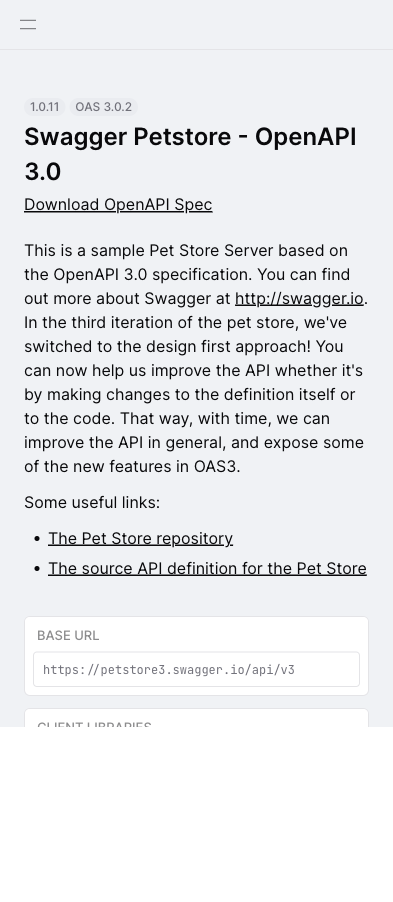 1.0.11 OAS 3.0.2
Swagger Petstore - OpenAPI
3.0
Download OpenAPI Spec
This is a sample Pet Store Server based on
the OpenAPI 3.0 specification. You can find
out more about Swagger at http://swagger.io.
In the third iteration of the pet store, we've
switched to the design first approach! You
can now help us improve the API whether it's
by making changes to the definition itself or
to the code. That way, with time, we can
improve the API in general, and expose some
of the new features in OAS3.
Some useful links:
• The Pet Store repository
• The source API definition for the Pet Store
BASE URL
https://petstore3.swagger.io/api/v3
CLIENT LIBRARIES